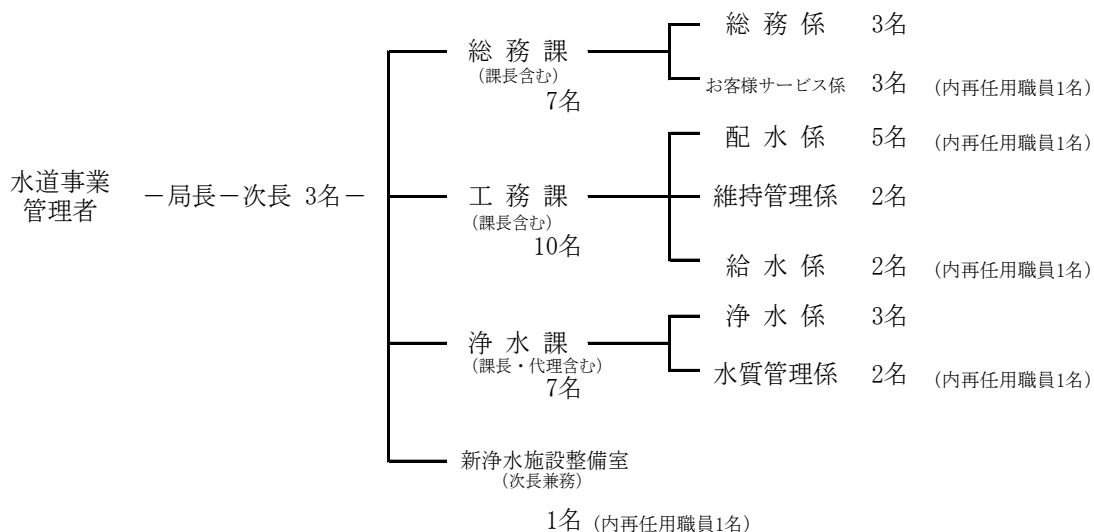 水道事業
管理者
－局長－次長 3名－
総 務 課
(課長含む)
7名
総 務 係 3名
お客様サービス係 3名 (内再任用職員1名)
工 務 課
(課長含む)
10名
配 水 係 5名 (内再任用職員1名)
維持管理係 2名
給 水 係 2名 (内再任用職員1名)
浄 水 課
(課長・代理含む)
7名
浄 水 係 3名
水質管理係 2名 (内再任用職員1名)
新浄水施設整備室
(次長兼務)
1名 (内再任用職員1名)